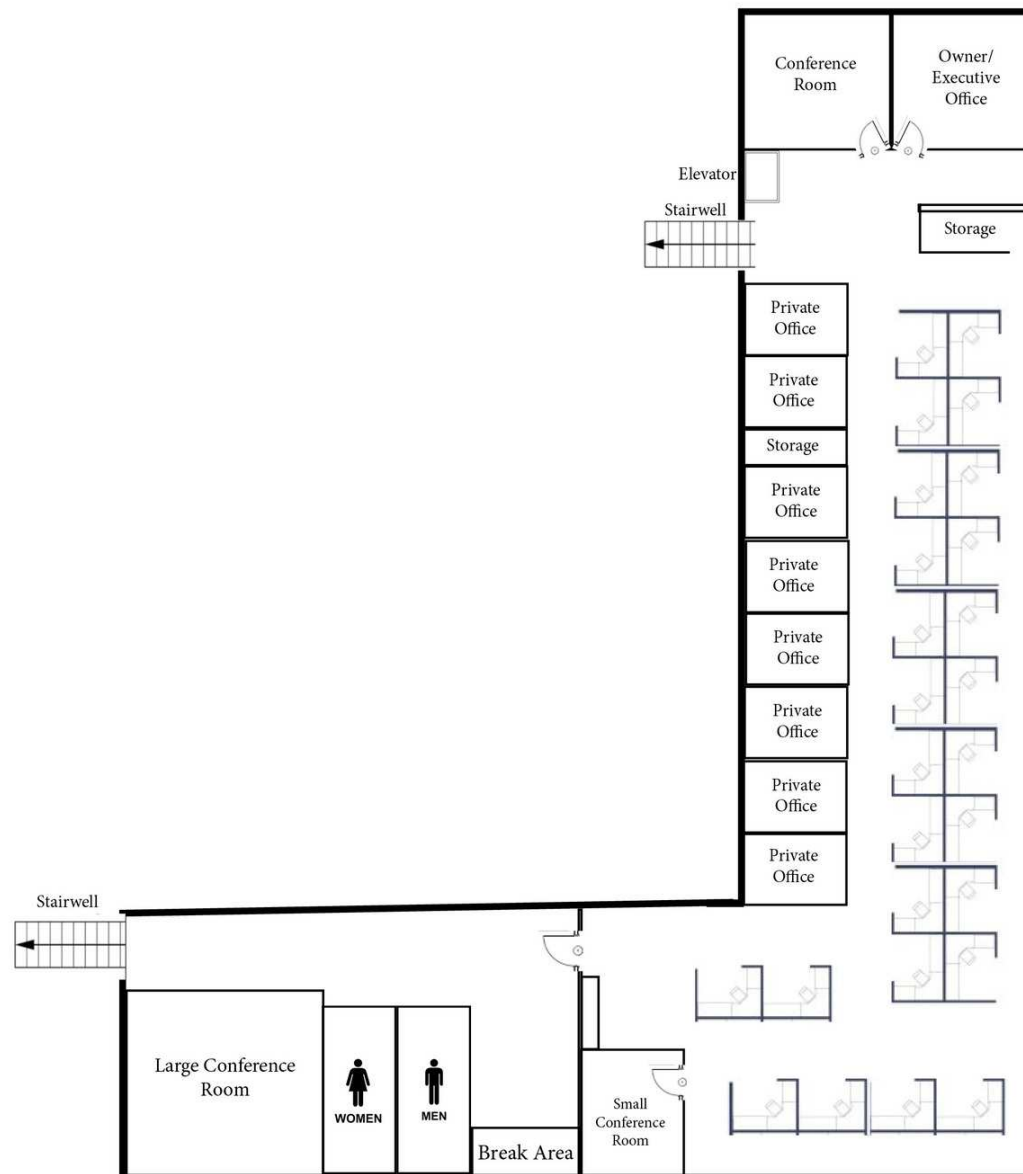 Conference
Room
Owner/
Executive
Office
Elevator
Stairwell
Storage
Private
Office
Private
Office
Storage
Private
Office
Private
Office
Private
Office
Private
Office
Private
Office
Private
Office
Stairwell
Large Conference
Room
WOMEN
MEN
Break Area
Small
Conference
Room